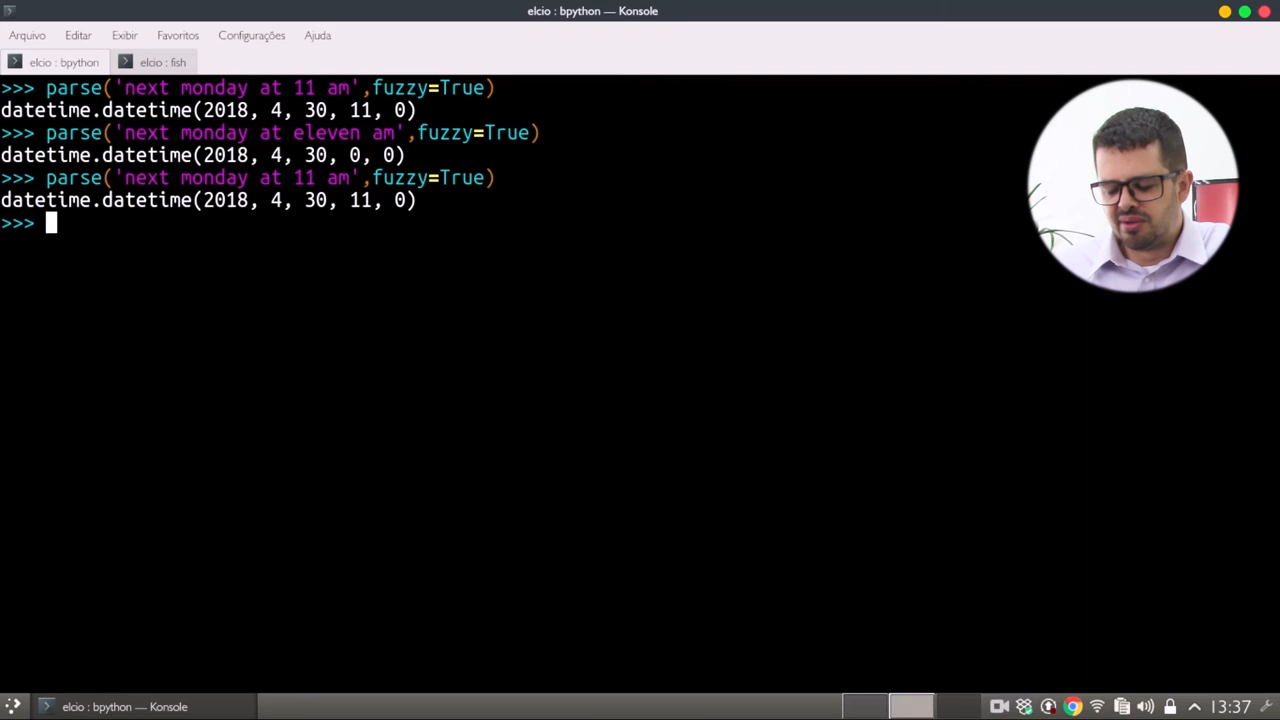 elcio : bpython — Konsole
Arquivo Editar Exibir Favoritos Configurações Ajuda
elcio : bpython elcio : fish
>>> parse('next monday at 11 am',fuzzy=True)
datetime.datetime(2018, 4, 30, 11, 0)
>>> parse('next monday at eleven am',fuzzy=True)
datetime.datetime(2018, 4, 30, 0, 0)
>>> parse('next monday at 11 am',fuzzy=True)
datetime.datetime(2018, 4, 30, 11, 0)
>>>
elcio : bpython — Konsole 13:37